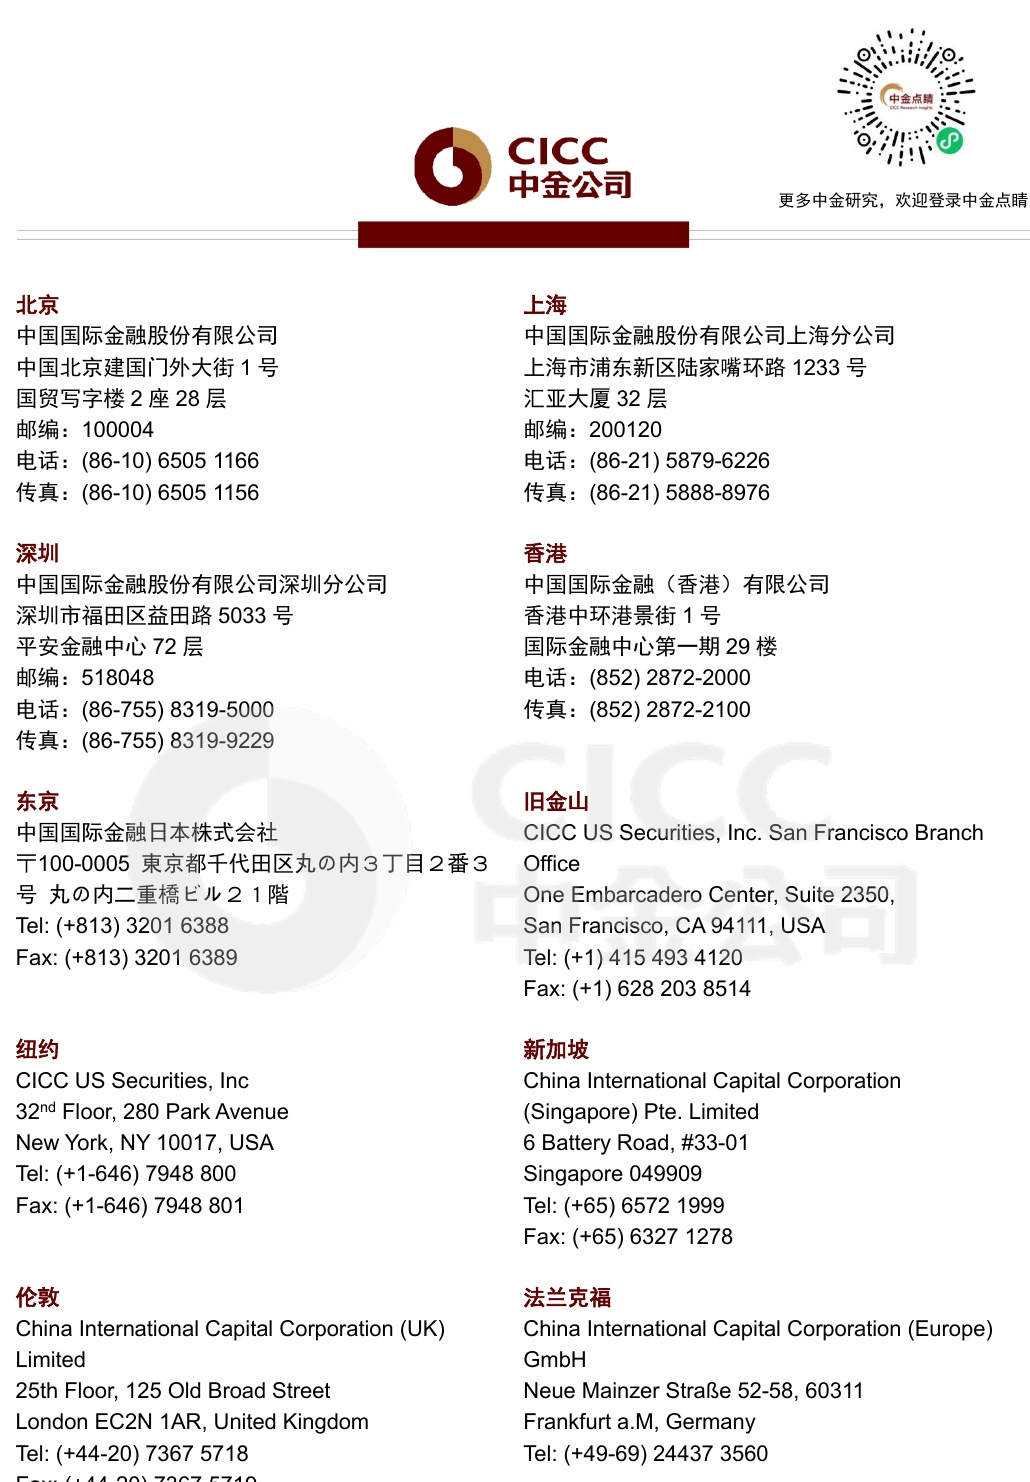 中金点睛
CICC Research Insights
CICC
中金公司
更多中金研究，欢迎登录中金点睛
北京
中国国际金融股份有限公司
中国北京建国门外大街 1 号
国贸写字楼 2 座 28 层
邮编：100004
电话：(86-10) 6505 1166
传真：(86-10) 6505 1156
上海
中国国际金融股份有限公司上海分公司
上海市浦东新区陆家嘴环路 1233 号
汇亚大厦 32 层
邮编：200120
电话：(86-21) 5879-6226
传真：(86-21) 5888-8976
深圳
中国国际金融股份有限公司深圳分公司
深圳市福田区益田路 5033 号
平安金融中心 72 层
邮编：518048
电话：(86-755) 8319-5000
传真：(86-755) 8319-9229
香港
中国国际金融（香港）有限公司
香港中环港景街 1 号
国际金融中心第一期 29 楼
电话：(852) 2872-2000
传真：(852) 2872-2100
东京
中国国际金融日本株式会社
〒100-0005 東京都千代田区丸の内３丁目２番３
号 丸の内二重橋ビル２１階
Tel: (+813) 3201 6388
Fax: (+813) 3201 6389
旧金山
CICC US Securities, Inc. San Francisco Branch
Office
One Embarcadero Center, Suite 2350,
San Francisco, CA 94111, USA
Tel: (+1) 415 493 4120
Fax: (+1) 628 203 8514
纽约
CICC US Securities, Inc
32nd Floor, 280 Park Avenue
New York, NY 10017, USA
Tel: (+1-646) 7948 800
Fax: (+1-646) 7948 801
新加坡
China International Capital Corporation
(Singapore) Pte. Limited
6 Battery Road, #33-01
Singapore 049909
Tel: (+65) 6572 1999
Fax: (+65) 6327 1278
伦敦
China International Capital Corporation (UK)
Limited
25th Floor, 125 Old Broad Street
London EC2N 1AR, United Kingdom
Tel: (+44-20) 7367 5718
Fax: (+44-20) 7367 5719
法兰克福
China International Capital Corporation (Europe)
GmbH
Neue Mainzer Straße 52-58, 60311
Frankfurt a.M, Germany
Tel: (+49-69) 24437 3560
CICC
中金公司